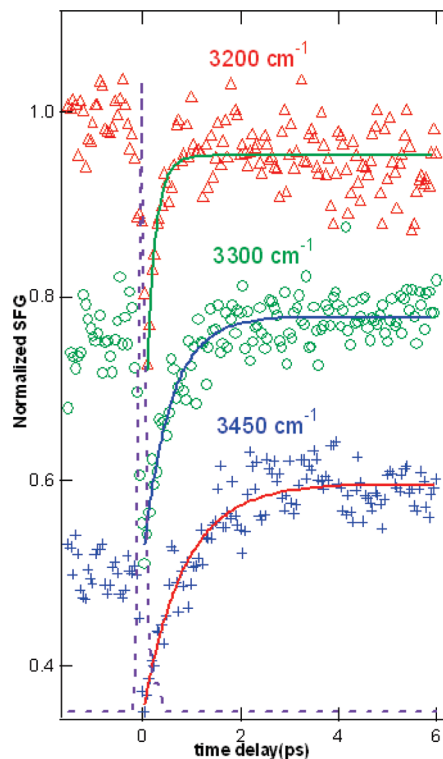 3200 cm⁻¹
1.0
3300 cm⁻¹
0.8
Normalized SFG
3450 cm⁻¹
0.6
0.4
0 2 4 6
time delay(ps)